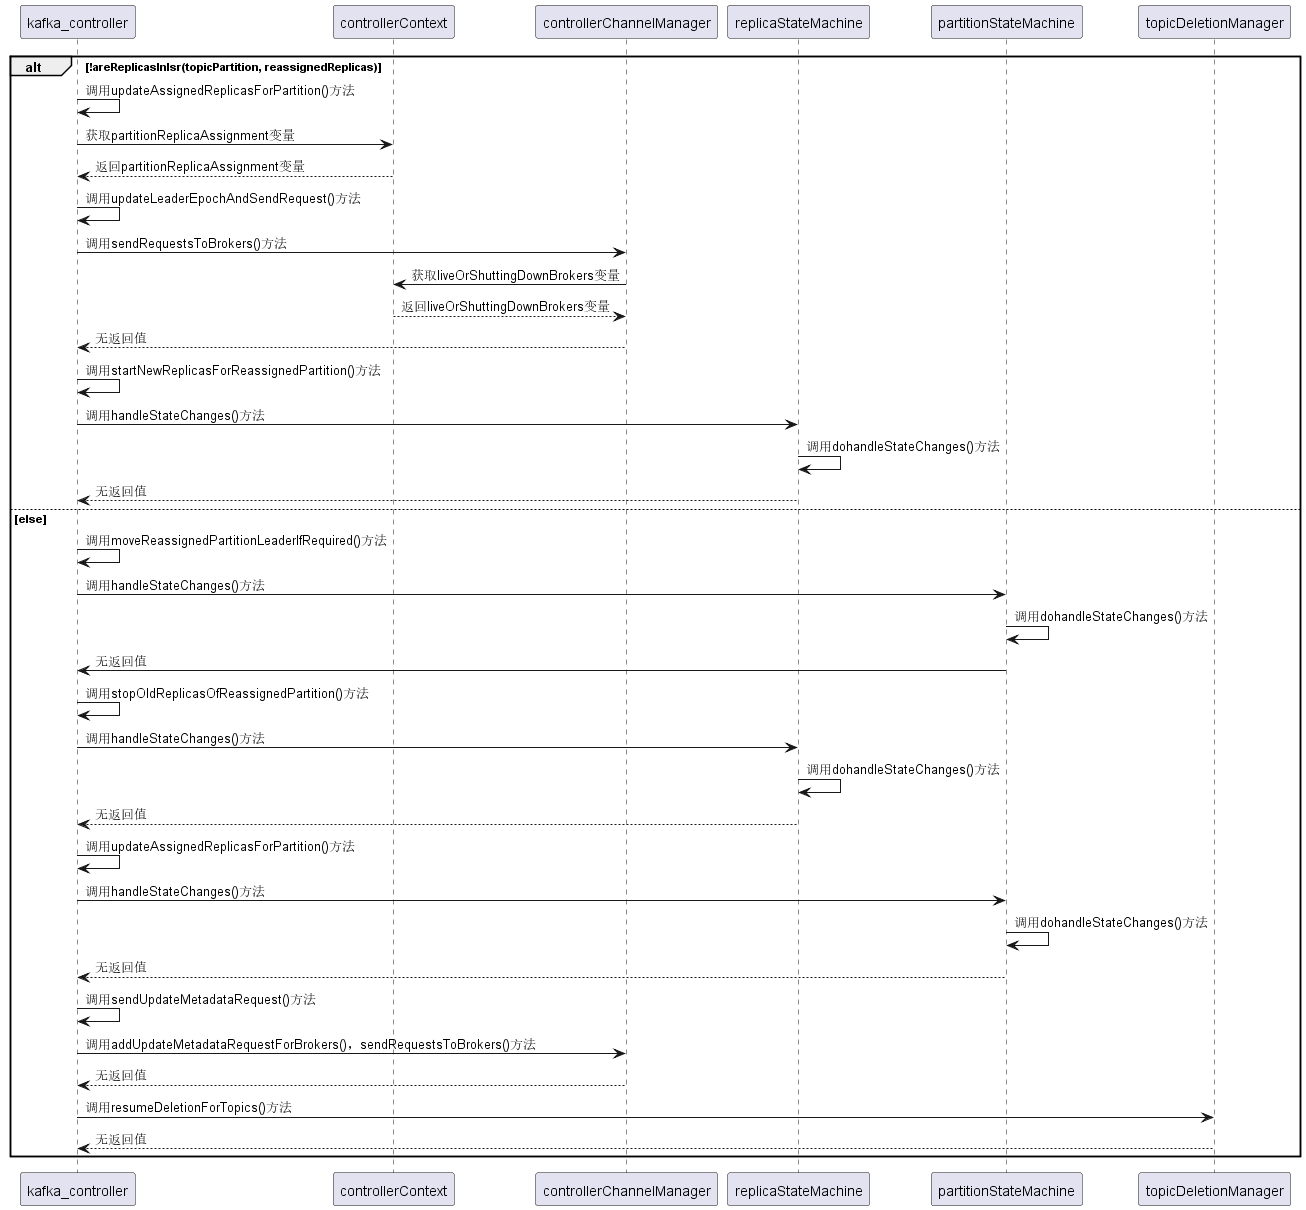 kafka_controller controllerContext controllerChannelManager replicaStateMachine partitionStateMachine topicDeletionManager
alt [!areReplicasInIsr(topicPartition, reassignedReplicas)]
调用updateAssignedReplicasForPartition()方法
获取partitionReplicaAssignment变量
返回partitionReplicaAssignment变量
调用updateLeaderEpochAndSendRequest()方法
调用sendRequestsToBrokers()方法
获取liveOrShuttingDownBrokers变量
返回liveOrShuttingDownBrokers变量
无返回值
调用startNewReplicasForReassignedPartition()方法
调用handleStateChanges()方法
调用dohandleStateChanges()方法
无返回值
[else]
调用moveReassignedPartitionLeaderIfRequired()方法
调用handleStateChanges()方法
调用dohandleStateChanges()方法
无返回值
调用stopOldReplicasOfReassignedPartition()方法
调用handleStateChanges()方法
调用dohandleStateChanges()方法
无返回值
调用updateAssignedReplicasForPartition()方法
调用handleStateChanges()方法
调用dohandleStateChanges()方法
无返回值
调用sendUpdateMetadataRequest()方法
调用addUpdateMetadataRequestForBrokers()，sendRequestsToBrokers()方法
无返回值
调用resumeDeletionForTopics()方法
无返回值
kafka_controller controllerContext controllerChannelManager replicaStateMachine partitionStateMachine topicDeletionManager